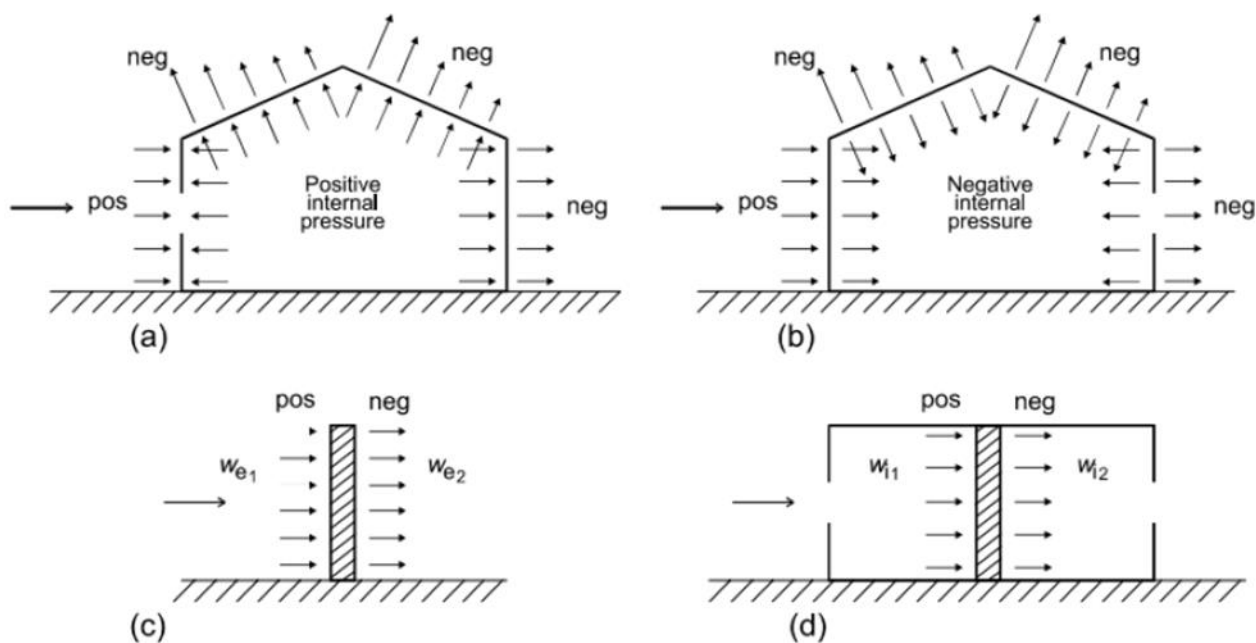 neg
neg
pos
Positive
internal
pressure
neg
(a)
neg
neg
pos
Negative
internal
pressure
neg
(b)
pos
neg
we1
we2
(c)
pos
neg
wi1
wi2
(d)